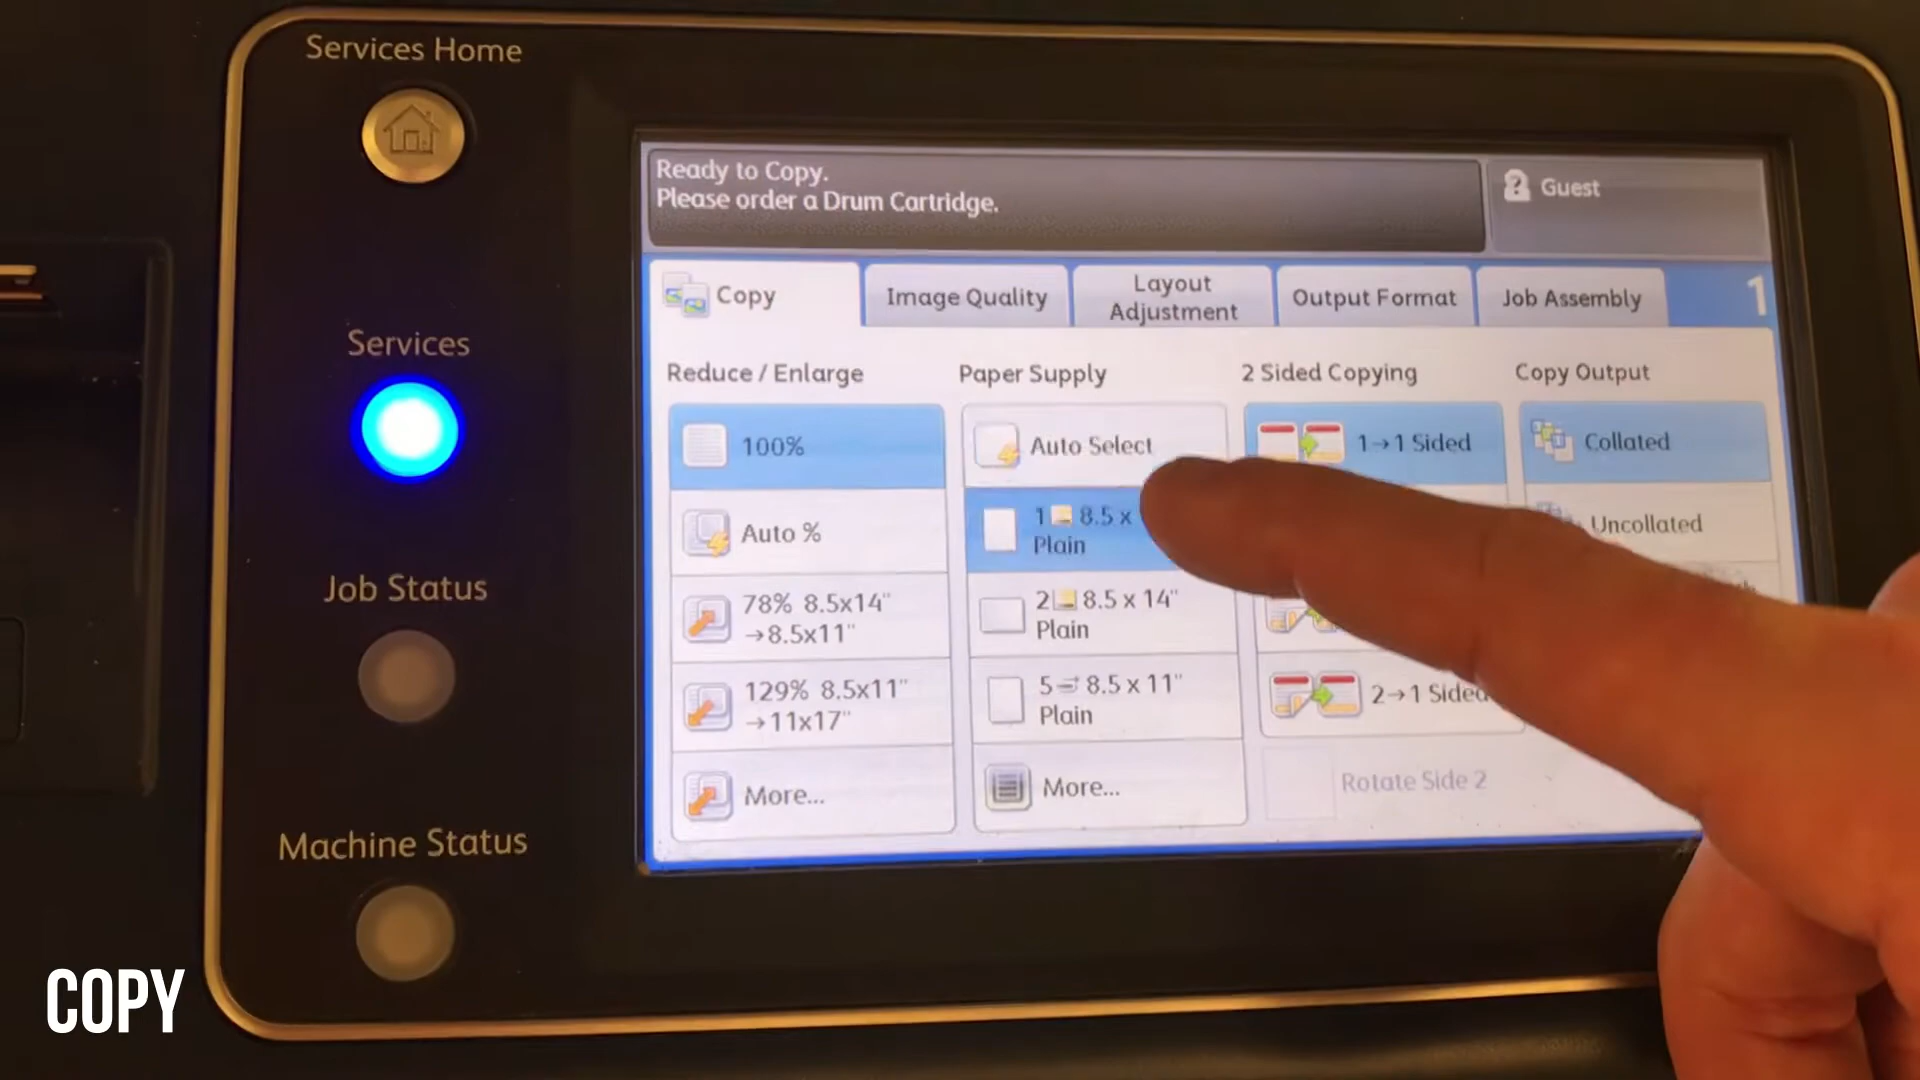 Services Home
Services
Job Status
Machine Status
Ready to Copy.
Please order a Drum Cartridge.
Guest
Copy
Image Quality
Layout
Adjustment
Output Format
Job Assembly
1
Reduce / Enlarge
100%
Auto %
78% 8.5x14"
→8.5x11"
129% 8.5x11"
→11x17"
More...
Paper Supply
Auto Select
1 8.5 x
Plain
2 8.5 x 14"
Plain
5 8.5 x 11"
Plain
More...
2 Sided Copying
1→1 Sided
2→1 Sided
Rotate Side 2
Copy Output
Collated
Uncollated
COPY